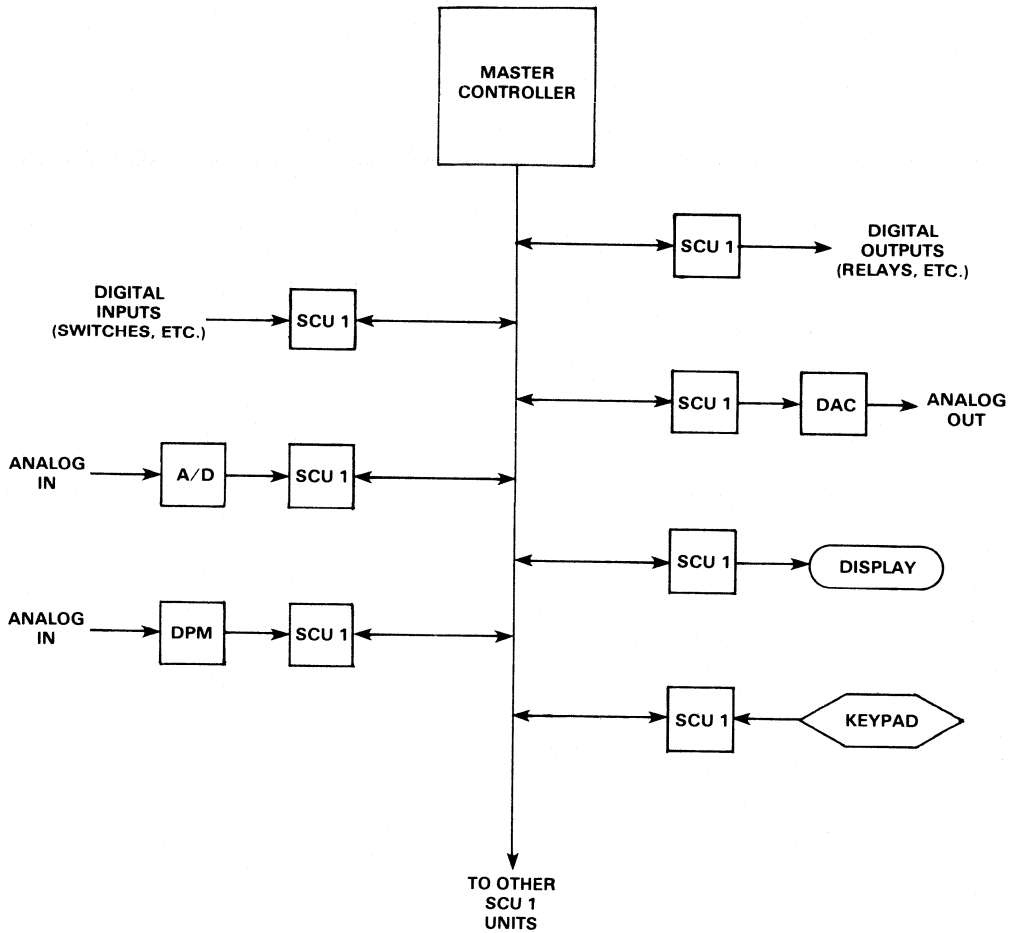 MASTER
CONTROLLER
SCU 1
DIGITAL
OUTPUTS
(RELAYS, ETC.)
DIGITAL
INPUTS
(SWITCHES, ETC.)
SCU 1
SCU 1
DAC
ANALOG
OUT
ANALOG
IN
A/D
SCU 1
SCU 1
DISPLAY
ANALOG
IN
DPM
SCU 1
SCU 1
KEYPAD
TO OTHER
SCU 1
UNITS